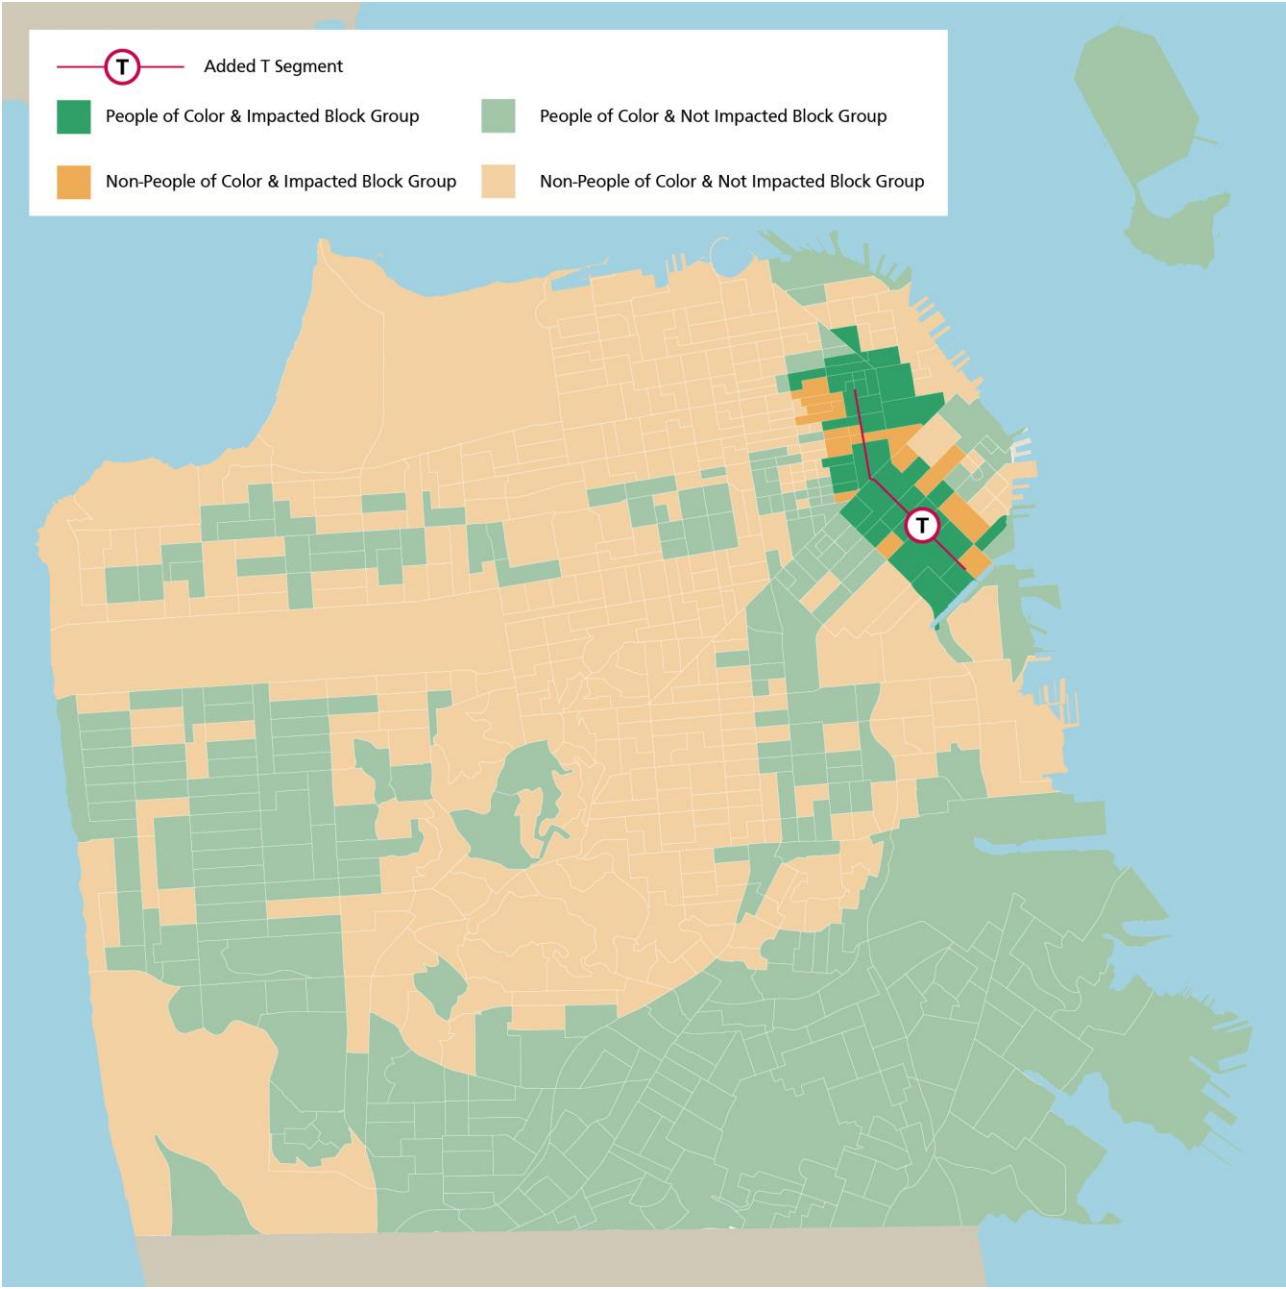 T Added T Segment
People of Color & Impacted Block Group
People of Color & Not Impacted Block Group
Non-People of Color & Impacted Block Group
Non-People of Color & Not Impacted Block Group
T